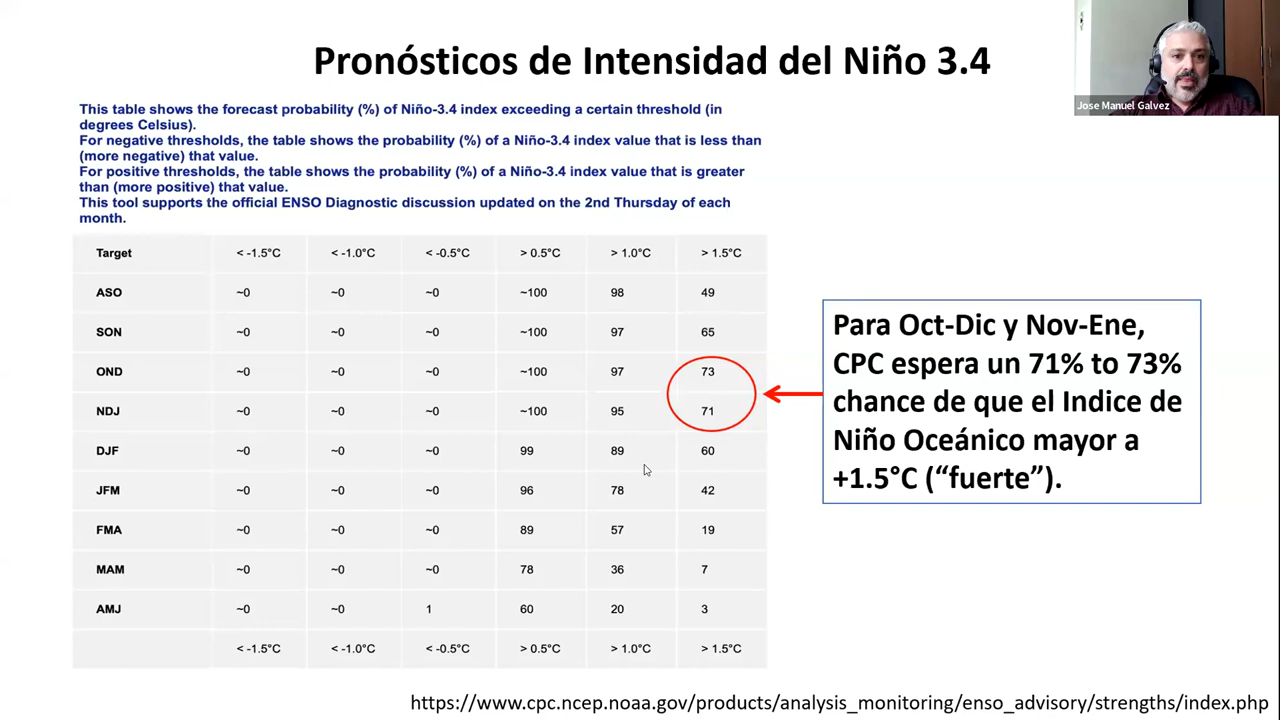 Pronósticos de Intensidad del Niño 3.4
Jose Manuel Galvez
This table shows the forecast probability (%) of Niño-3.4 index exceeding a certain threshold (in
degrees Celsius).
For negative thresholds, the table shows the probability (%) of a Niño-3.4 index value that is less than
(more negative) that value.
For positive thresholds, the table shows the probability (%) of a Niño-3.4 index value that is greater
than (more positive) that value.
This tool supports the official ENSO Diagnostic discussion updated on the 2nd Thursday of each
month.
Target < -1.5°C < -1.0°C < -0.5°C > 0.5°C > 1.0°C > 1.5°C
ASO ~0 ~0 ~0 ~100 98 49
SON ~0 ~0 ~0 ~100 97 65
OND ~0 ~0 ~0 ~100 97 73
NDJ ~0 ~0 ~0 ~100 95 71
DJF ~0 ~0 ~0 99 89 60
JFM ~0 ~0 ~0 96 78 42
FMA ~0 ~0 ~0 89 57 19
MAM ~0 ~0 ~0 78 36 7
AMJ ~0 ~0 1 60 20 3
< -1.5°C < -1.0°C < -0.5°C > 0.5°C > 1.0°C > 1.5°C
Para Oct-Dic y Nov-Ene,
CPC espera un 71% to 73%
chance de que el Indice de
Niño Oceánico mayor a
+1.5°C (“fuerte”).
https://www.cpc.ncep.noaa.gov/products/analysis_monitoring/enso_advisory/strengths/index.php